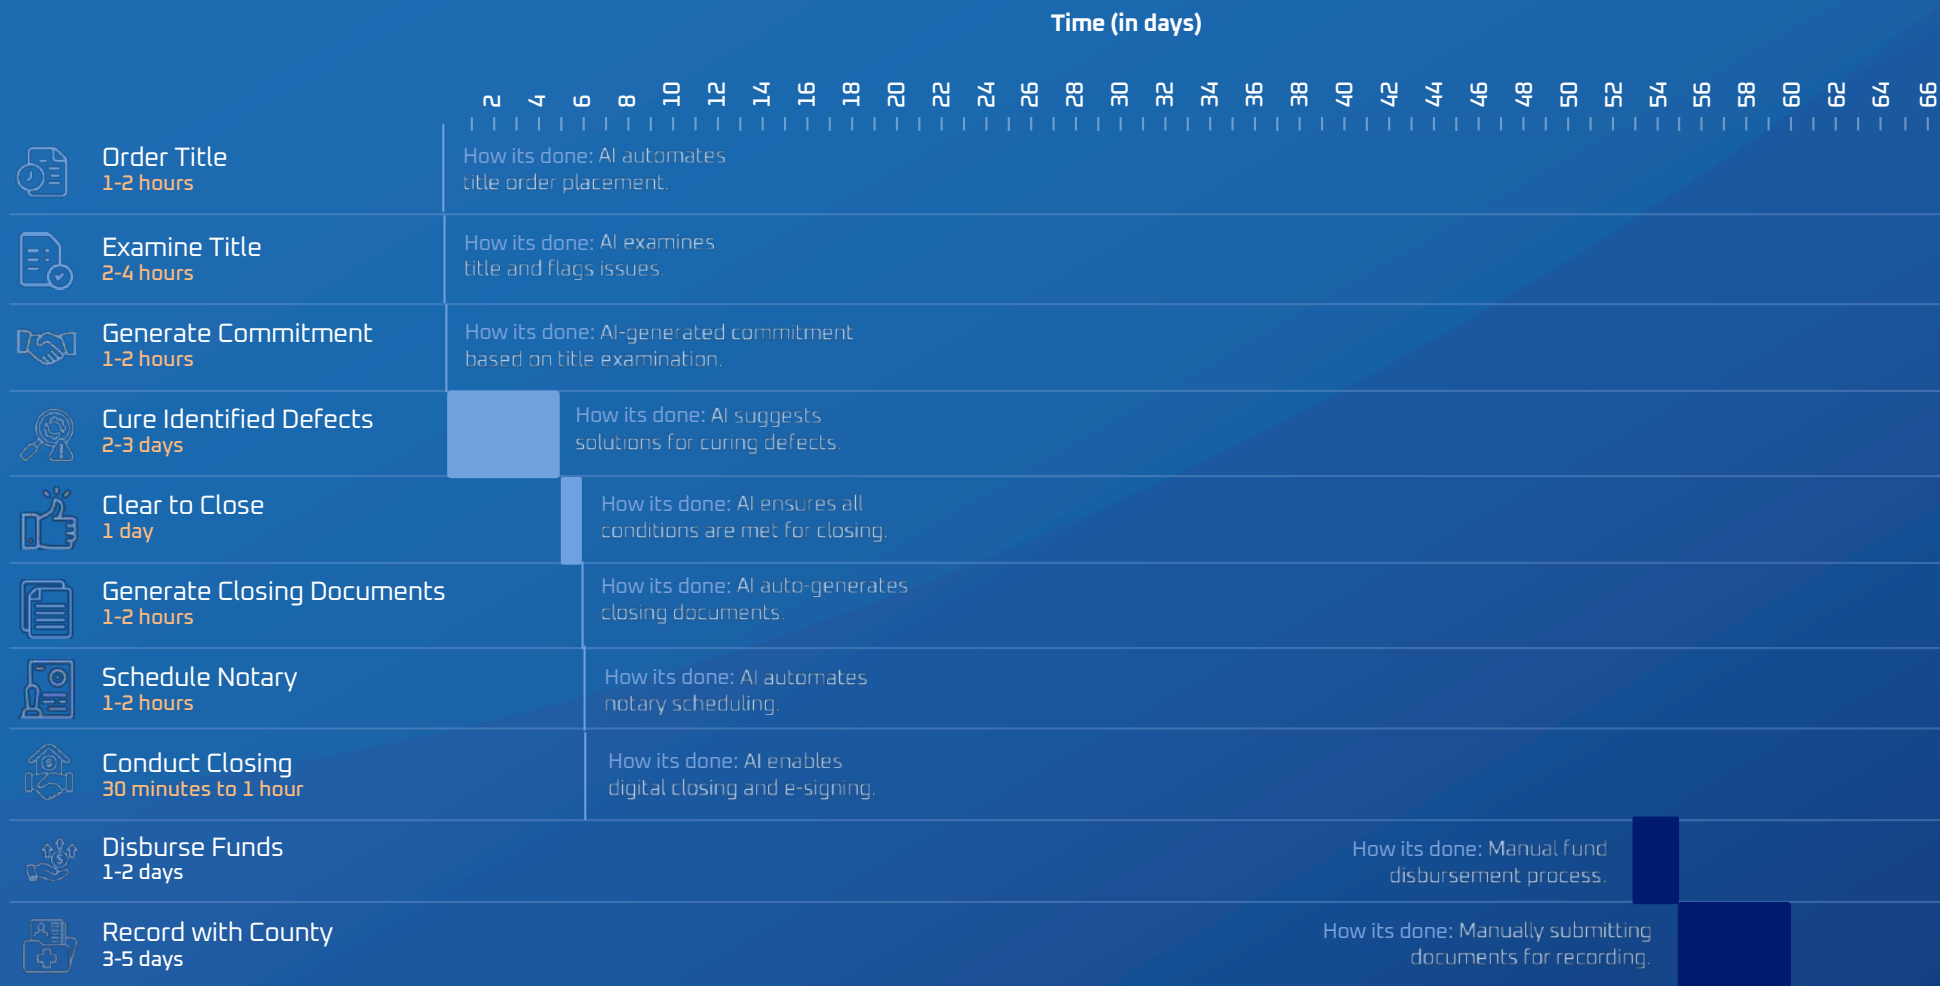 Time (in days)
2 4 6 8 10 12 14 16 18 20 22 24 26 28 30 32 34 36 38 40 42 44 46 48 50 52 54 56 58 60 62 64 66
Order Title
1-2 hours
How its done: AI automates
title order placement.
Examine Title
2-4 hours
How its done: AI examines
title and flags issues.
Generate Commitment
1-2 hours
How its done: AI-generated commitment
based on title examination.
Cure Identified Defects
2-3 days
How its done: AI suggests
solutions for curing defects.
Clear to Close
1 day
How its done: AI ensures all
conditions are met for closing.
Generate Closing Documents
1-2 hours
How its done: AI auto-generates
closing documents.
Schedule Notary
1-2 hours
How its done: AI automates
notary scheduling.
Conduct Closing
30 minutes to 1 hour
How its done: AI enables
digital closing and e-signing.
Disburse Funds
1-2 days
How its done: Manual fund
disbursement process.
Record with County
3-5 days
How its done: Manually submitting
documents for recording.